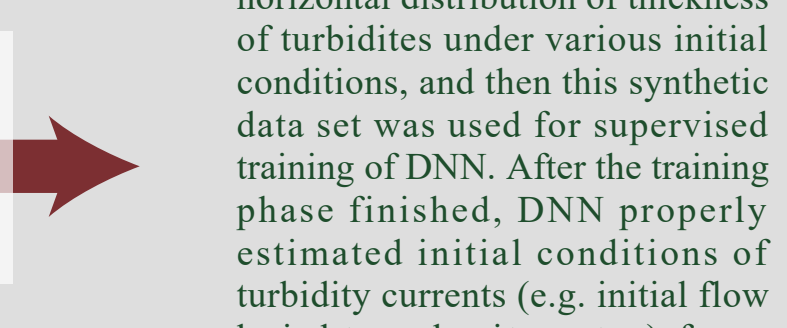 horizontal distribution of thickness
of turbidites under various initial
conditions, and then this synthetic
data set was used for supervised
training of DNN. After the training
phase finished, DNN properly
estimated initial conditions of
turbidity currents (e.g. initial flow